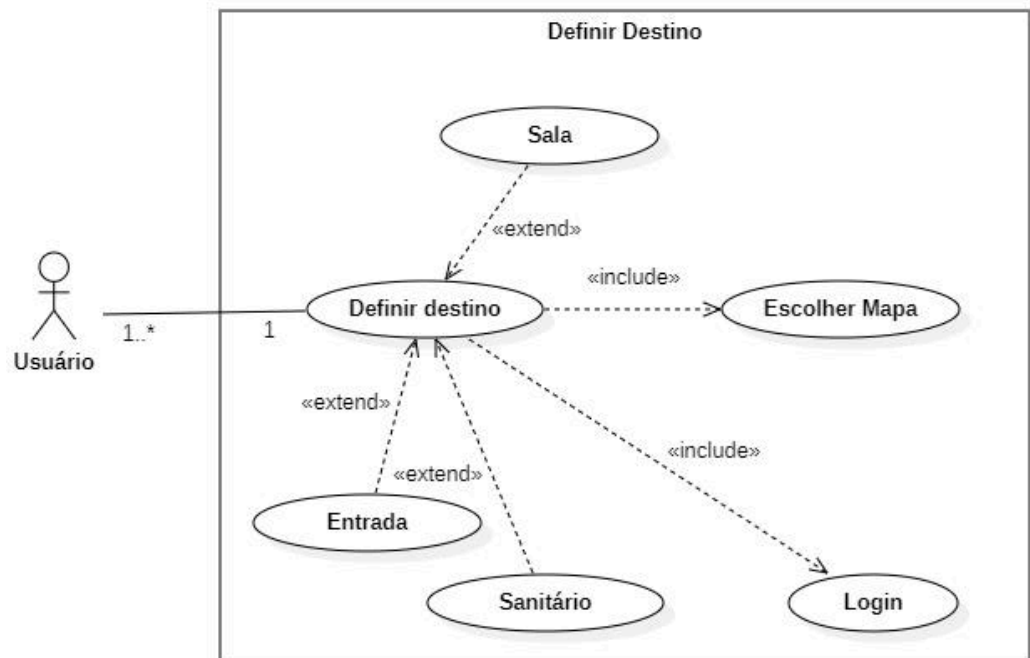 Definir Destino
Sala
«extend»
«include»
Definir destino
Escolher Mapa
1..*
1
Usuário
«extend»
«include»
«extend»
Entrada
Sanitário
Login